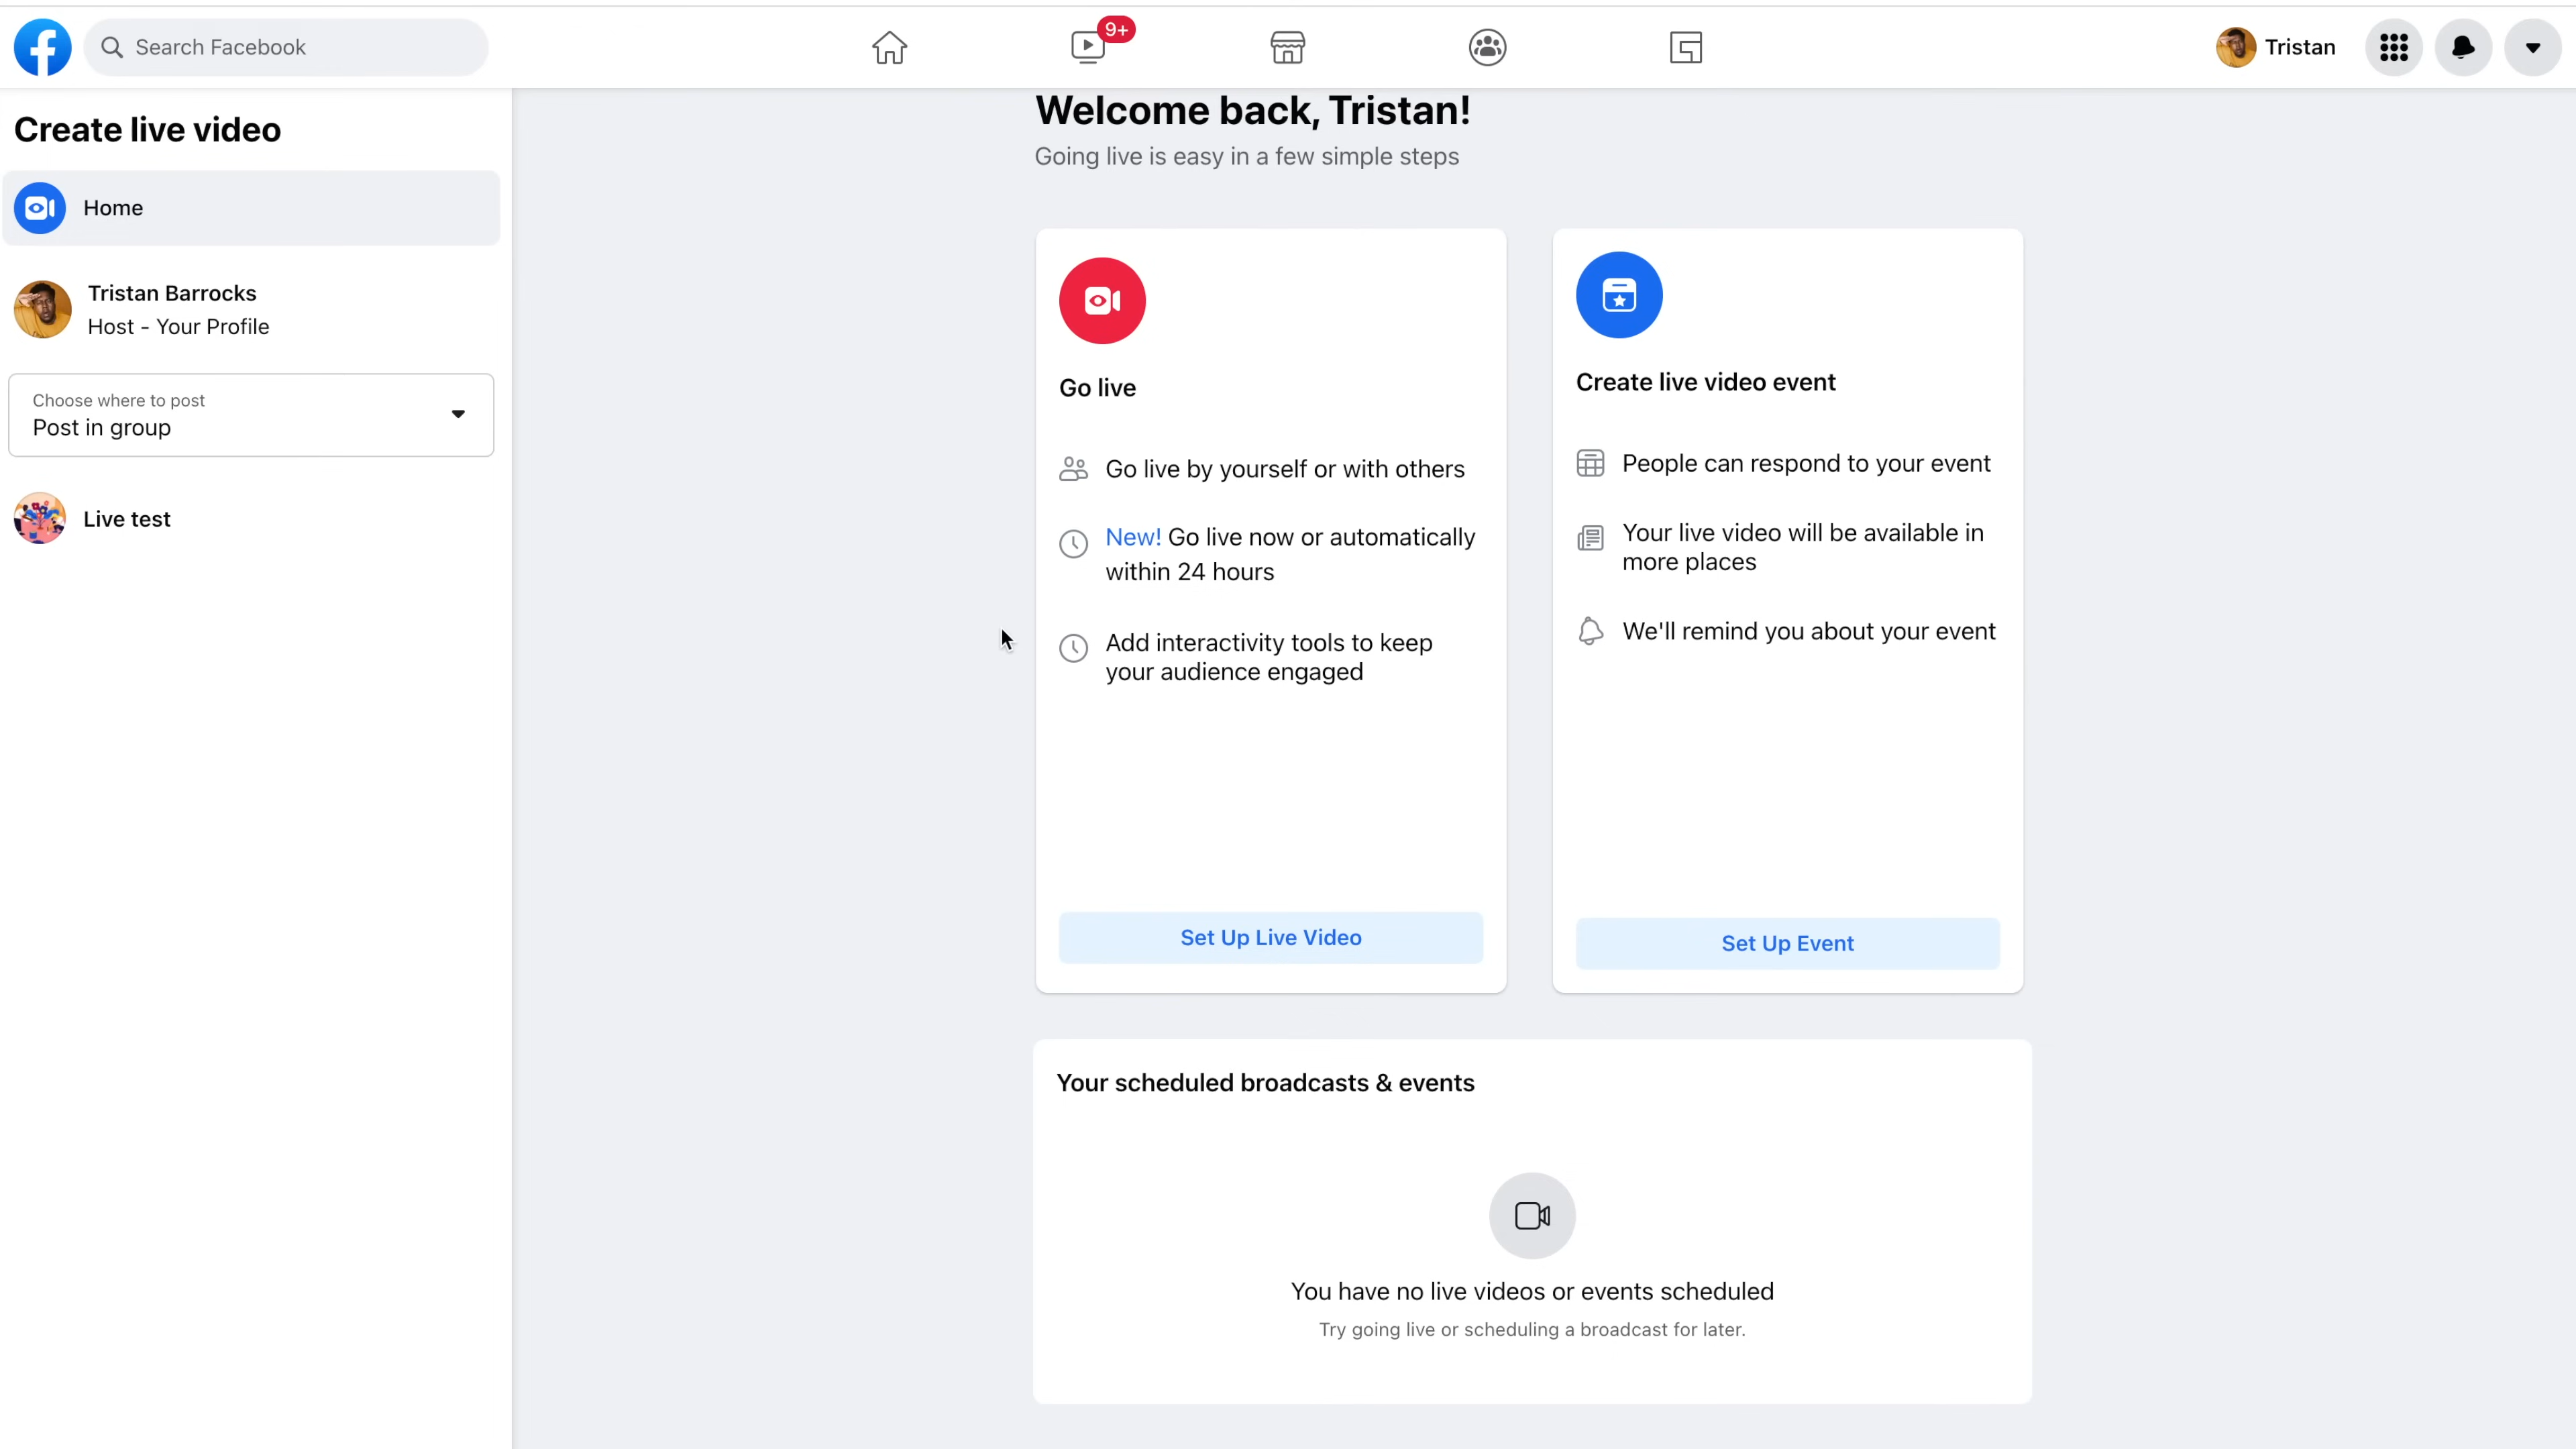 Search Facebook
9+
Tristan
Create live video
Home
Tristan Barrocks
Host - Your Profile
Choose where to post
Post in group
Live test
Welcome back, Tristan!
Going live is easy in a few simple steps
Go live
Go live by yourself or with others
New! Go live now or automatically
within 24 hours
Add interactivity tools to keep
your audience engaged
Set Up Live Video
Create live video event
People can respond to your event
Your live video will be available in
more places
We'll remind you about your event
Set Up Event
Your scheduled broadcasts & events
You have no live videos or events scheduled
Try going live or scheduling a broadcast for later.